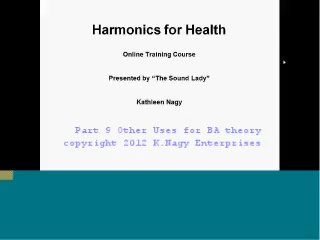 Harmonics for Health
Online Training Course
Presented by “The Sound Lady”
Kathleen Nagy
Part 9 Other Uses for BA theory
copyright 2012 K.Nagy Enterprises